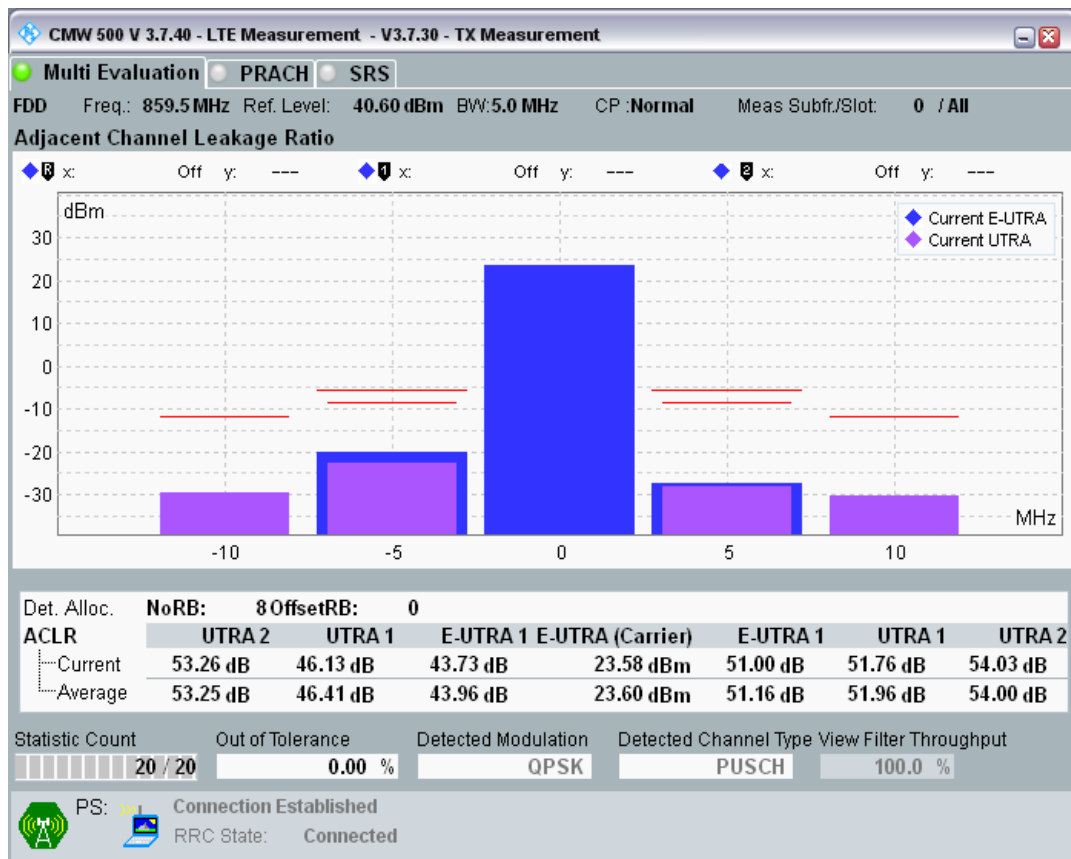 CMW 500 V 3.7.40 - LTE Measurement - V3.7.30 - TX Measurement
Multi Evaluation PRACH SRS
FDD Freq.: 859.5 MHz Ref. Level: 40.60 dBm BW:5.0 MHz CP :Normal Meas Subfr./Slot: 0 / All
Adjacent Channel Leakage Ratio
R x: Off y: --- 1 x: Off y: --- 2 x: Off y: ---
dBm
Current E-UTRA
Current UTRA
30
20
10
0
-10
-20
-30
MHz
-10 -5 0 5 10
Det. Alloc. NoRB: 8 OffsetRB: 0
ACLR UTRA 2 UTRA 1 E-UTRA 1 E-UTRA (Carrier) E-UTRA 1 UTRA 1 UTRA 2
Current 53.26 dB 46.13 dB 43.73 dB 23.58 dBm 51.00 dB 51.76 dB 54.03 dB
Average 53.25 dB 46.41 dB 43.96 dB 23.60 dBm 51.16 dB 51.96 dB 54.00 dB
Statistic Count Out of Tolerance Detected Modulation Detected Channel Type View Filter Throughput
20 / 20 0.00 % QPSK PUSCH 100.0 %
PS: Connection Established
RRC State: Connected